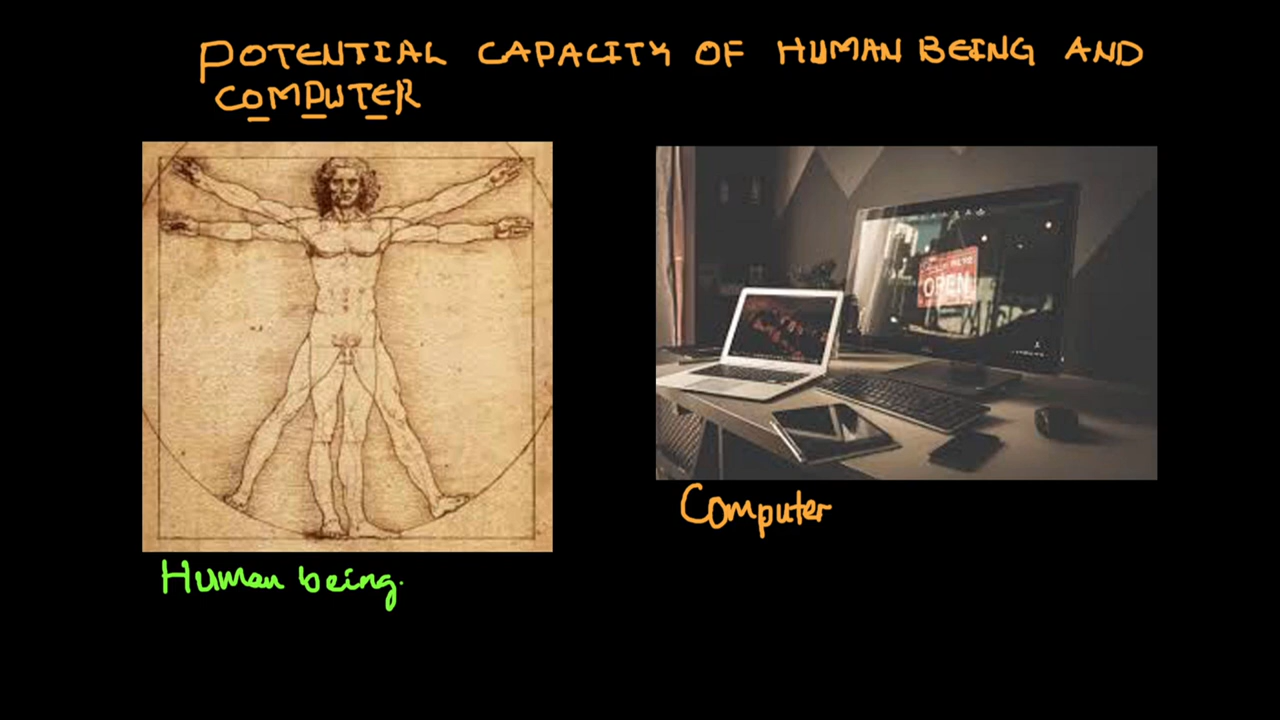 POTENTIAL CAPACITY OF HUMAN BEING AND
COMPUTER
OPEN
Computer
Human being.